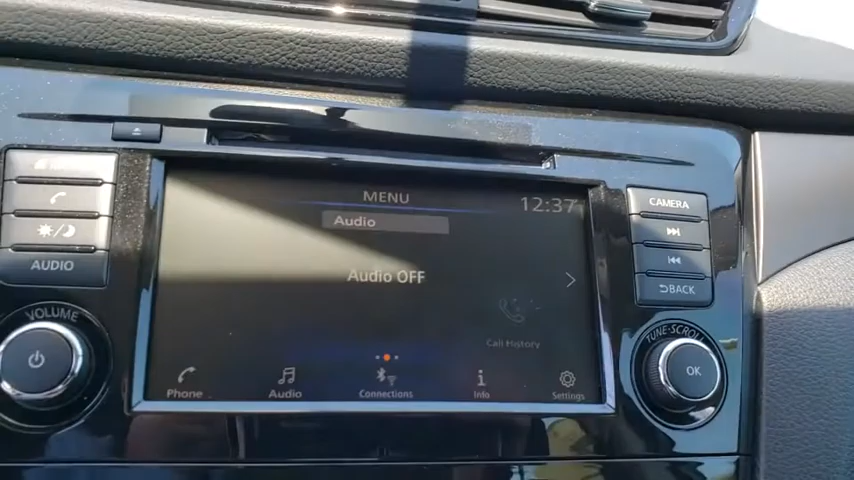 MENU
12:37
Audio
Audio OFF
Call History
Phone
Audio
Connections
Info
Settings
AUDIO
VOLUME
CAMERA
BACK
TUNE·SCROLL
OK